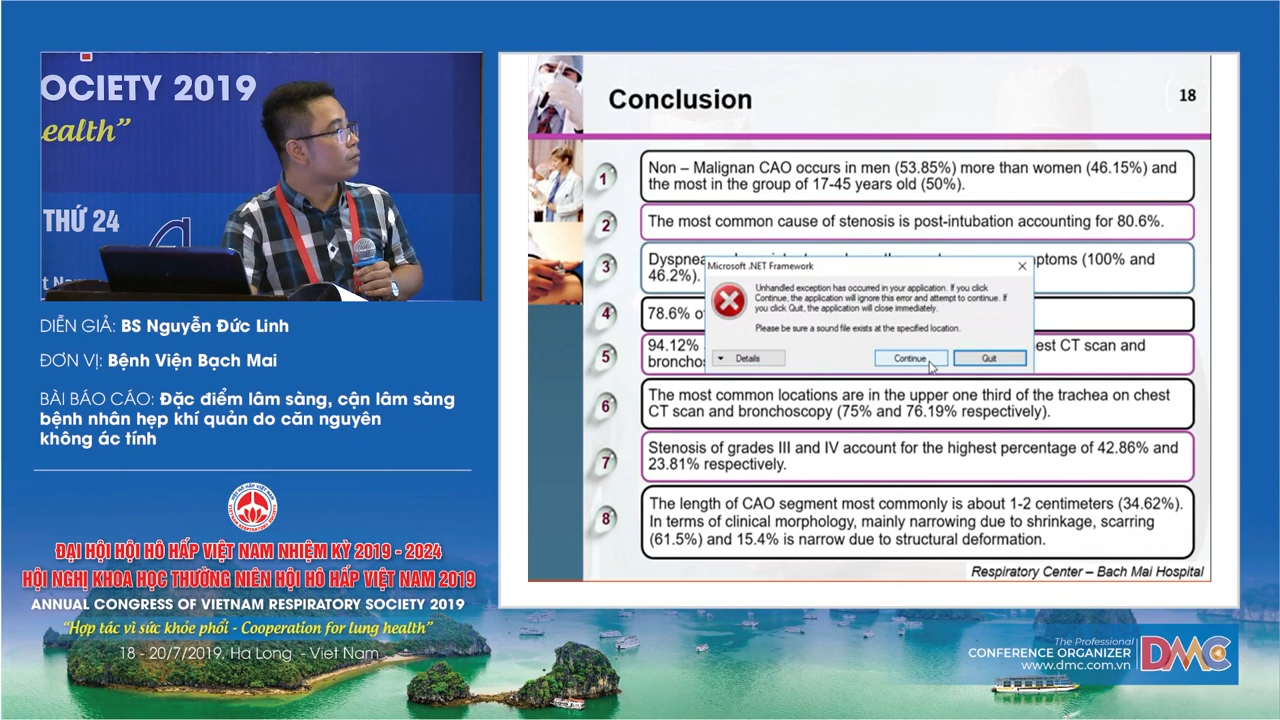 OCIETY 2019
ealth”
THỨ 24
DIỄN GIẢ: BS Nguyễn Đức Linh
ĐƠN VỊ: Bệnh Viện Bạch Mai
BÀI BÁO CÁO: Đặc điểm lâm sàng, cận lâm sàng
bệnh nhân hẹp khí quản do căn nguyên
không ác tính
HỘI HÔ HẤP VIỆT NAM
VIETNAM RESPIRATORY SOCIETY
ĐẠI HỘI HỘI HÔ HẤP VIỆT NAM NHIỆM KỲ 2019 - 2024
HỘI NGHỊ KHOA HỌC THƯỜNG NIÊN HỘI HÔ HẤP VIỆT NAM 2019
ANNUAL CONGRESS OF VIETNAM RESPIRATORY SOCIETY 2019
“Hợp tác vì sức khỏe phổi - Cooperation for lung health”
18 - 20/7/2019, Ha Long - Viet Nam
Conclusion
18
1
Non – Malignan CAO occurs in men (53.85%) more than women (46.15%) and
the most in the group of 17-45 years old (50%).
2
The most common cause of stenosis is post-intubation accounting for 80.6%.
3
Dyspnea
ptoms (100% and
46.2%).
Microsoft .NET Framework
Unhandled exception has occurred in your application. If you click
Continue, the application will ignore this error and attempt to continue. If
you click Quit, the application will close immediately.
Please be sure a sound file exists at the specified location.
Details
Continue
Quit
4
78.6% o
5
94.12%
est CT scan and
broncho
6
The most common locations are in the upper one third of the trachea on chest
CT scan and bronchoscopy (75% and 76.19% respectively).
7
Stenosis of grades III and IV account for the highest percentage of 42.86% and
23.81% respectively.
8
The length of CAO segment most commonly is about 1-2 centimeters (34.62%).
In terms of clinical morphology, mainly narrowing due to shrinkage, scarring
(61.5%) and 15.4% is narrow due to structural deformation.
Respiratory Center – Bach Mai Hospital
The Professional
CONFERENCE ORGANIZER
www.dmc.com.vn
DMC